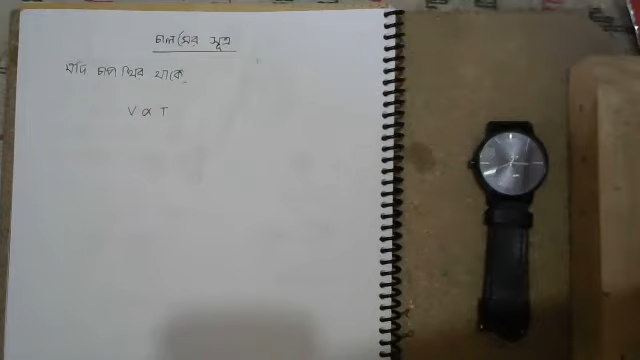 চার্লসের সূত্র
যদি চাপ স্থির থাকে,
V α T